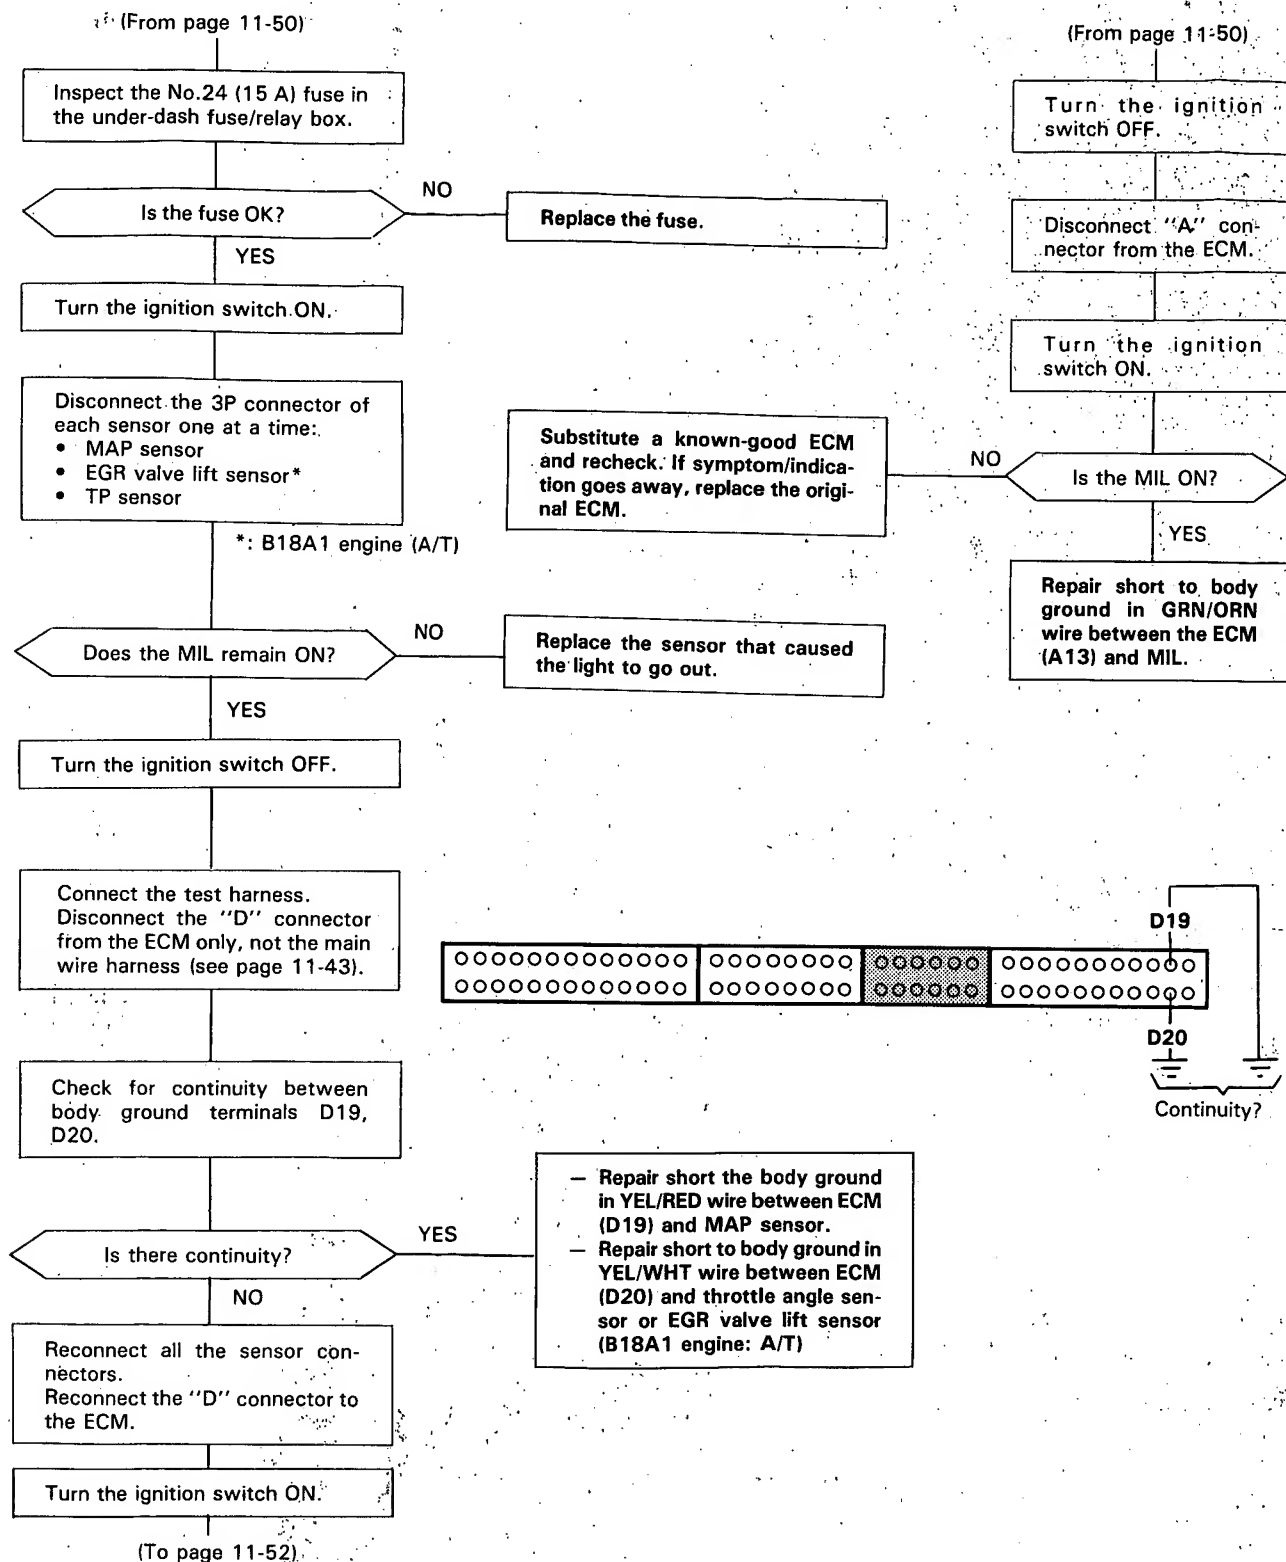 (From page 11-50)
Inspect the No.24 (15 A) fuse in
the under-dash fuse/relay box.
Is the fuse OK?
NO
Replace the fuse.
YES
Turn the ignition switch ON.
Disconnect the 3P connector of
each sensor one at a time:
• MAP sensor
• EGR valve lift sensor*
• TP sensor
*: B18A1 engine (A/T)
Does the MIL remain ON?
NO
Replace the sensor that caused
the light to go out.
YES
Turn the ignition switch OFF.
Connect the test harness.
Disconnect the "D" connector
from the ECM only, not the main
wire harness (see page 11-43).
Check for continuity between
body ground terminals D19,
D20.
Is there continuity?
YES
— Repair short the body ground
in YEL/RED wire between ECM
(D19) and MAP sensor.
— Repair short to body ground in
YEL/WHT wire between ECM
(D20) and throttle angle sen-
sor or EGR valve lift sensor
(B18A1 engine: A/T)
NO
Reconnect all the sensor con-
nectors.
Reconnect the "D" connector to
the ECM.
Turn the ignition switch ON.
(To page 11-52)
(From page 11-50)
Turn the ignition
switch OFF.
Disconnect "A" con-
nector from the ECM.
Turn the ignition
switch ON.
Is the MIL ON?
NO
Substitute a known-good ECM
and recheck. If symptom/indica-
tion goes away, replace the origi-
nal ECM.
YES
Repair short to body
ground in GRN/ORN
wire between the ECM
(A13) and MIL.
D19
D20
Continuity?